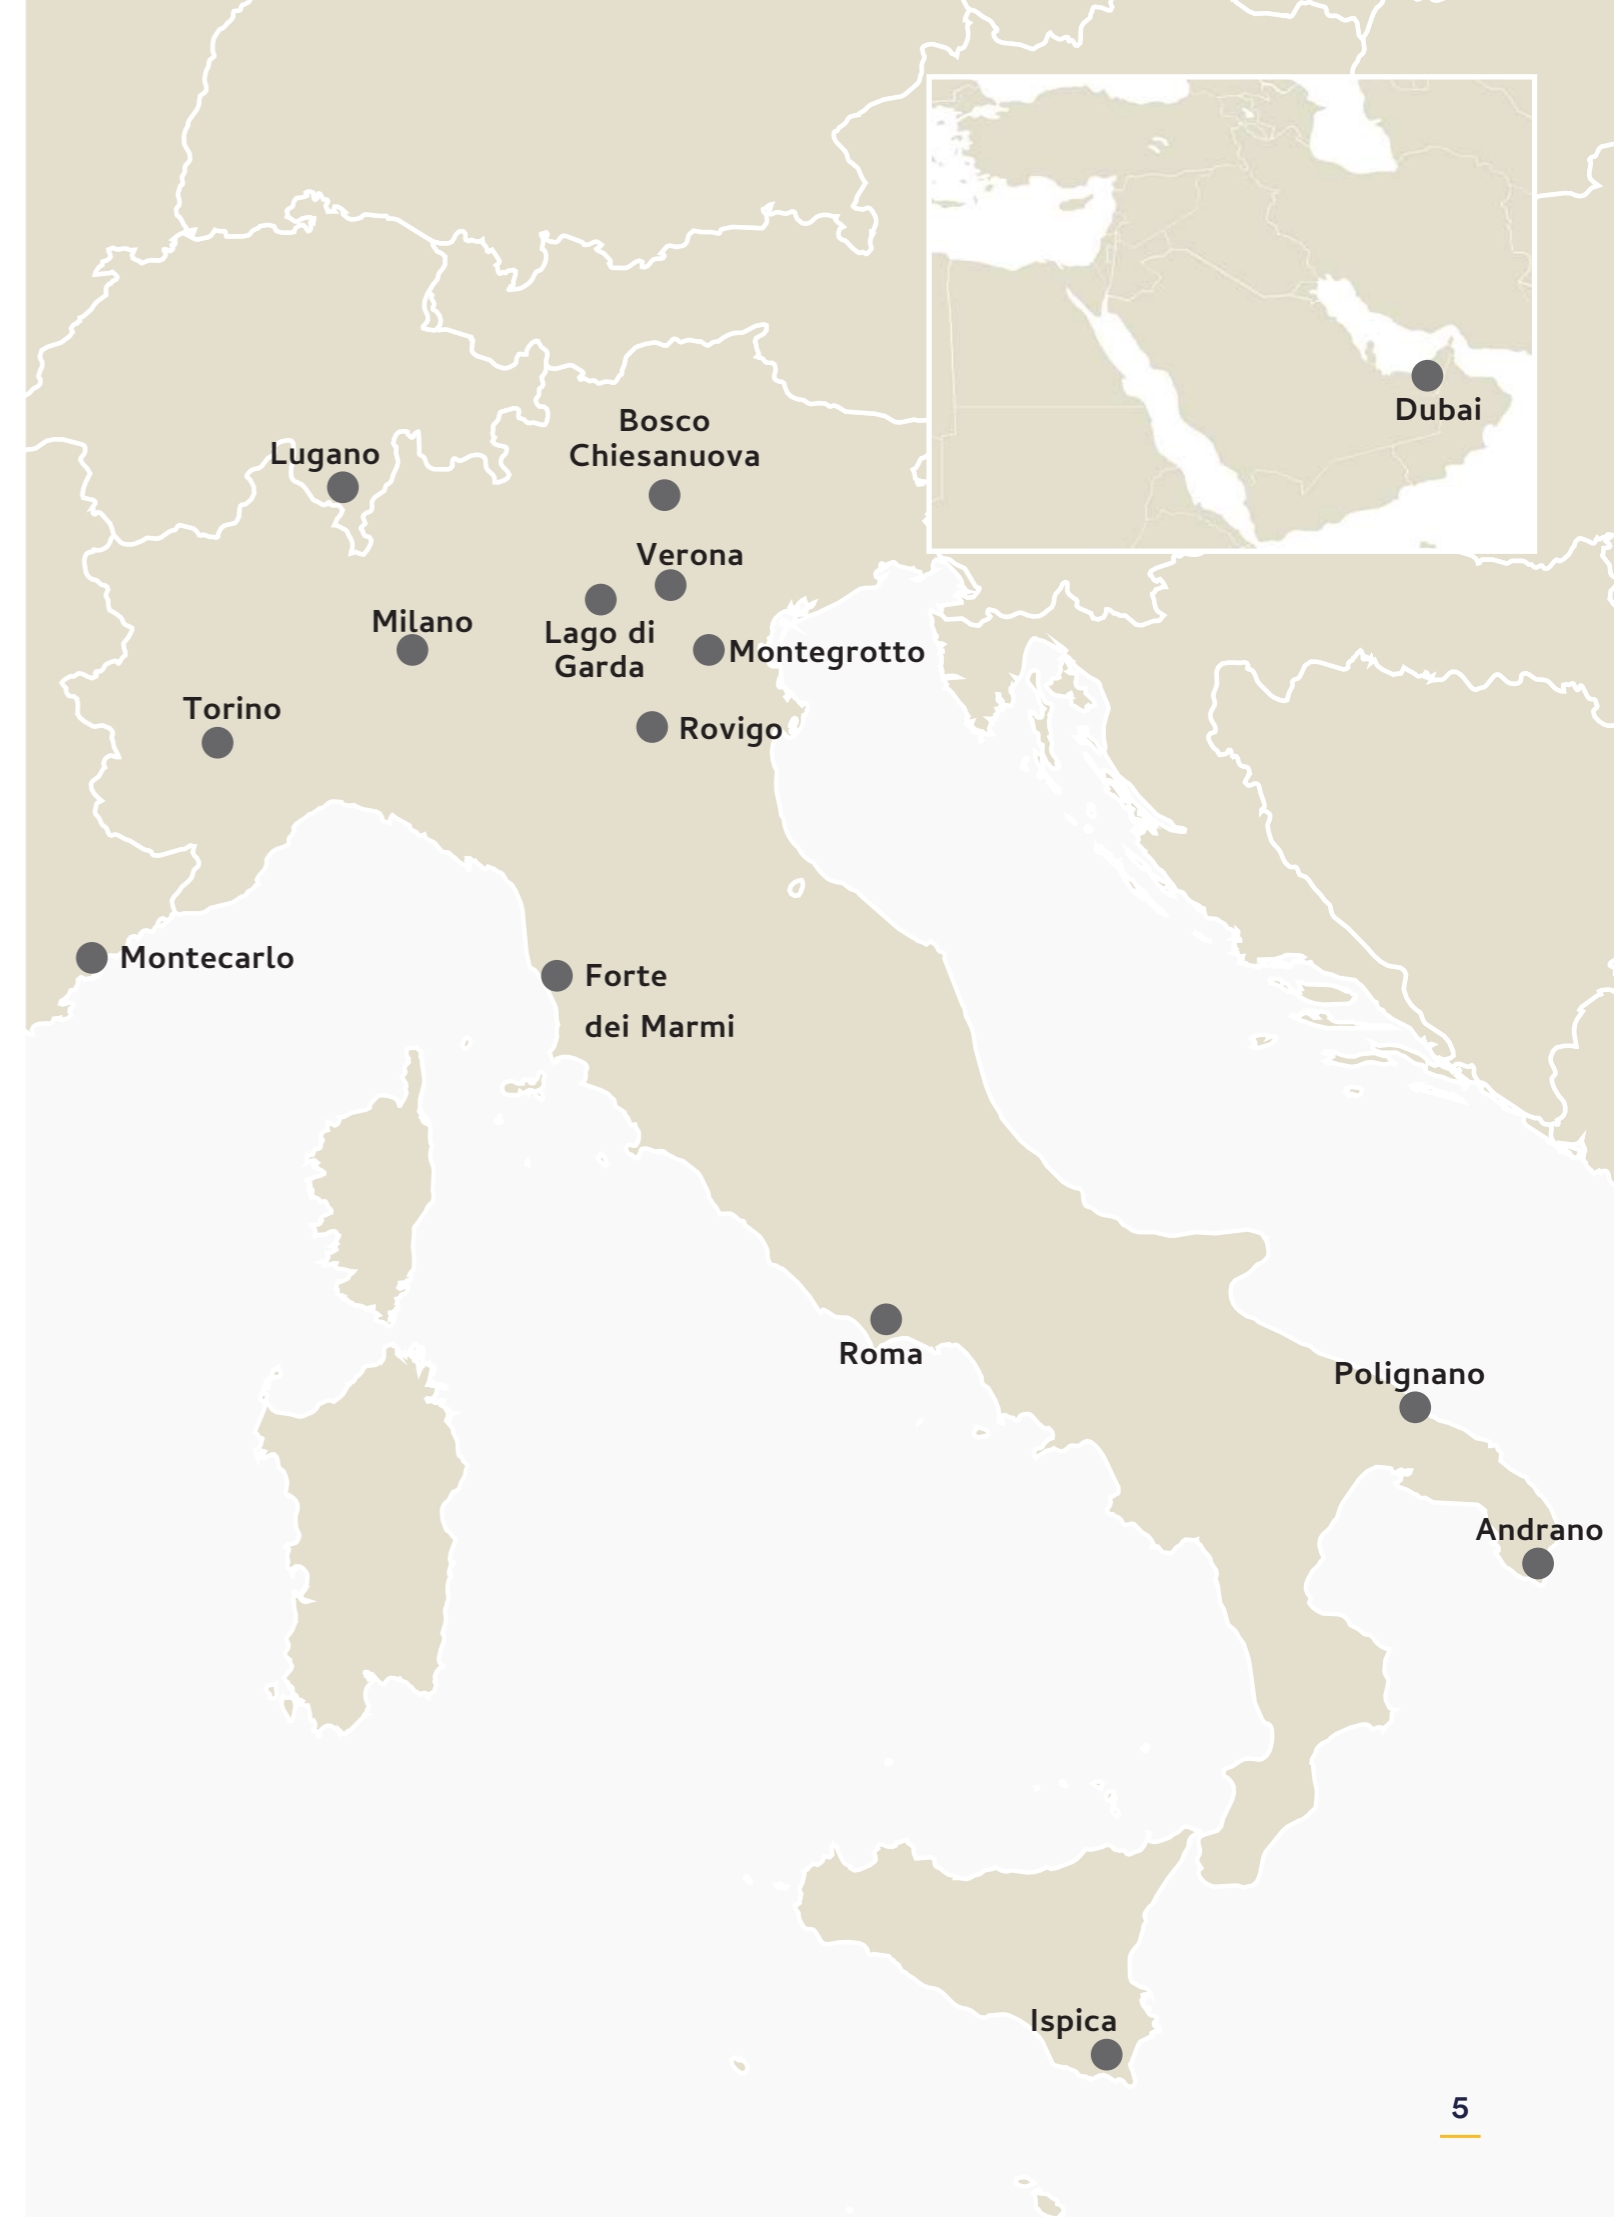 Dubai
Bosco
Chiesanuova
Lugano
Verona
Milano
Lago di
Garda
Montegrotto
Torino
Rovigo
Montecarlo
Forte
dei Marmi
Roma
Polignano
Andrano
Ispica
5